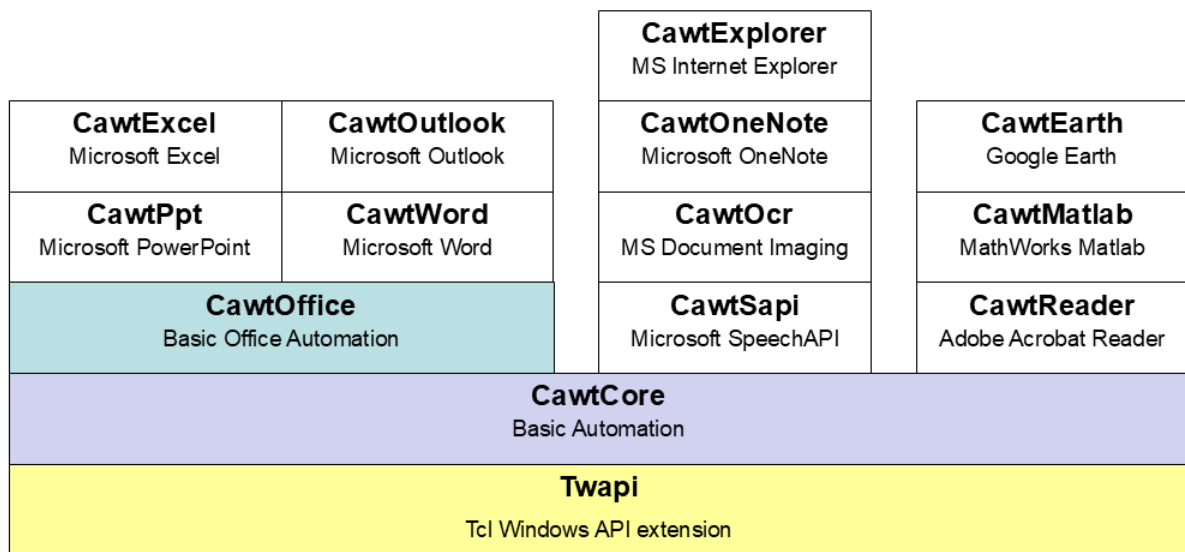 CawtExplorer
MS Internet Explorer
CawtExcel
Microsoft Excel
CawtOutlook
Microsoft Outlook
CawtOneNote
Microsoft OneNote
CawtEarth
Google Earth
CawtPpt
Microsoft PowerPoint
CawtWord
Microsoft Word
CawtOcr
MS Document Imaging
CawtMatlab
MathWorks Matlab
CawtOffice
Basic Office Automation
CawtSapi
Microsoft SpeechAPI
CawtReader
Adobe Acrobat Reader
CawtCore
Basic Automation
Twapi
Tcl Windows API extension